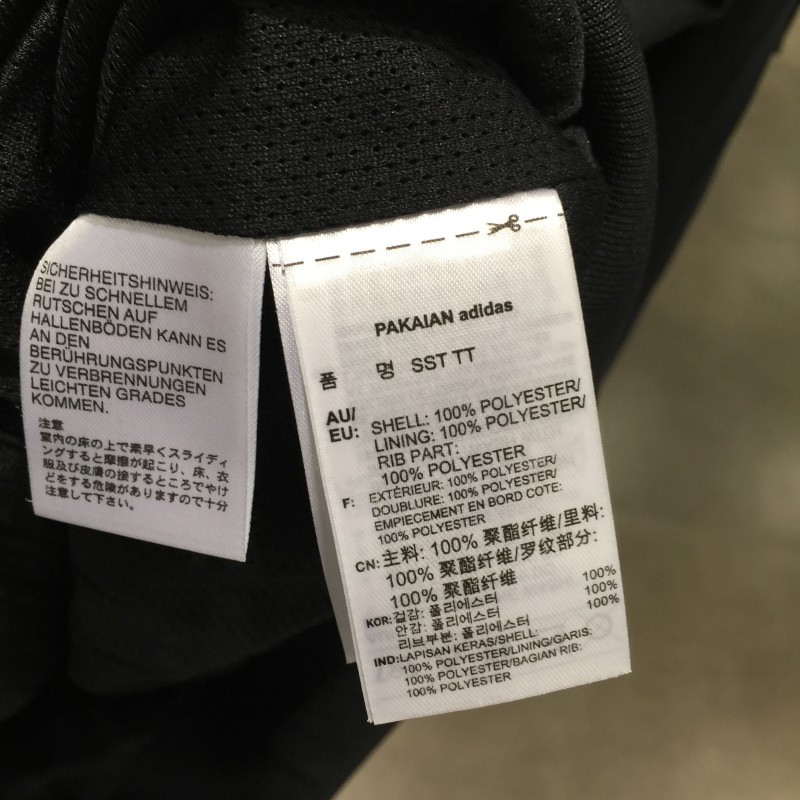 SICHERHEITSHINWEIS:
BEI ZU SCHNELLEM
RUTSCHEN AUF
HALLENBÖDEN KANN ES
AN DEN
BERÜHRUNGSPUNKTEN
ZU VERBRENNUNGEN
LEICHTEN GRADES
KOMMEN.
注意
室内の床の上で素早くスライディ
ングすると摩擦が起こり、床、衣
服及び皮膚の接するところでやけ
どをする危険がありますので十分
注意して下さい。
PAKAIAN adidas
품 명 SST TT
AU/
EU: SHELL: 100% POLYESTER/
LINING: 100% POLYESTER/
RIB PART:
100% POLYESTER
F: EXTÉRIEUR: 100% POLYESTER/
DOUBLURE: 100% POLYESTER/
EMPIECEMENT EN BORD COTE:
100% POLYESTER
CN: 主料: 100% 聚酯纤维/里料:
100% 聚酯纤维/罗纹部分:
100% 聚酯纤维
KOR: 겉감: 폴리에스터 100%
안감: 폴리에스터 100%
리브부분: 폴리에스터 100%
IND: LAPISAN KERAS/SHELL:
100% POLYESTER/LINING/GARIS:
100% POLYESTER/BAGIAN RIB:
100% POLYESTER